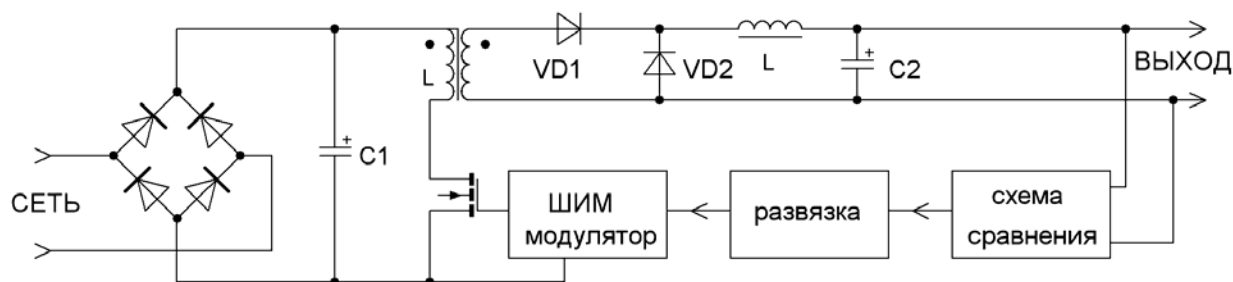 VD1
VD2
L
C2
ВЫХОД
L
+
+
C1
СЕТЬ
ШИМ
модулятор
развязка
схема
сравнения